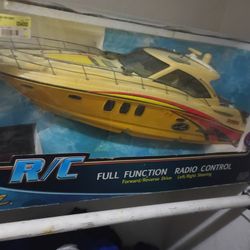 R/C
FULL FUNCTION RADIO CONTROL
Forward/Reverse Drive Left/Right Steering